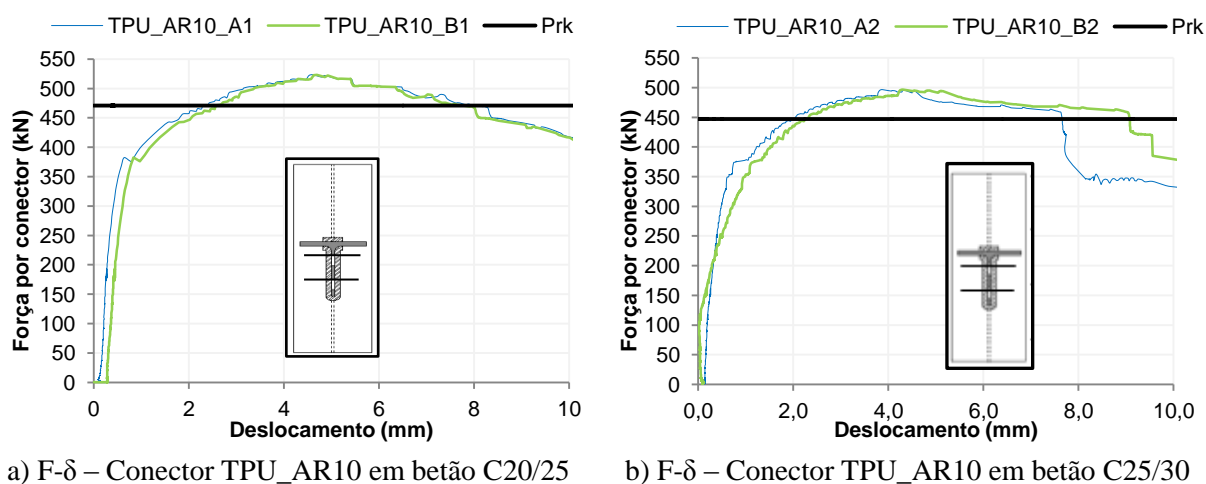 TPU_AR10_A1 TPU_AR10_B1 Prk
550
500
450
400
350
300
250
200
150
100
50
0
Força por conector (kN)
0 2 4 6 8 10
Deslocamento (mm)
a) F-δ – Conector TPU_AR10 em betão C20/25
TPU_AR10_A2 TPU_AR10_B2 Prk
550
500
450
400
350
300
250
200
150
100
50
0
Força por conector (kN)
0,0 2,0 4,0 6,0 8,0 10,0
Deslocamento (mm)
b) F-δ – Conector TPU_AR10 em betão C25/30